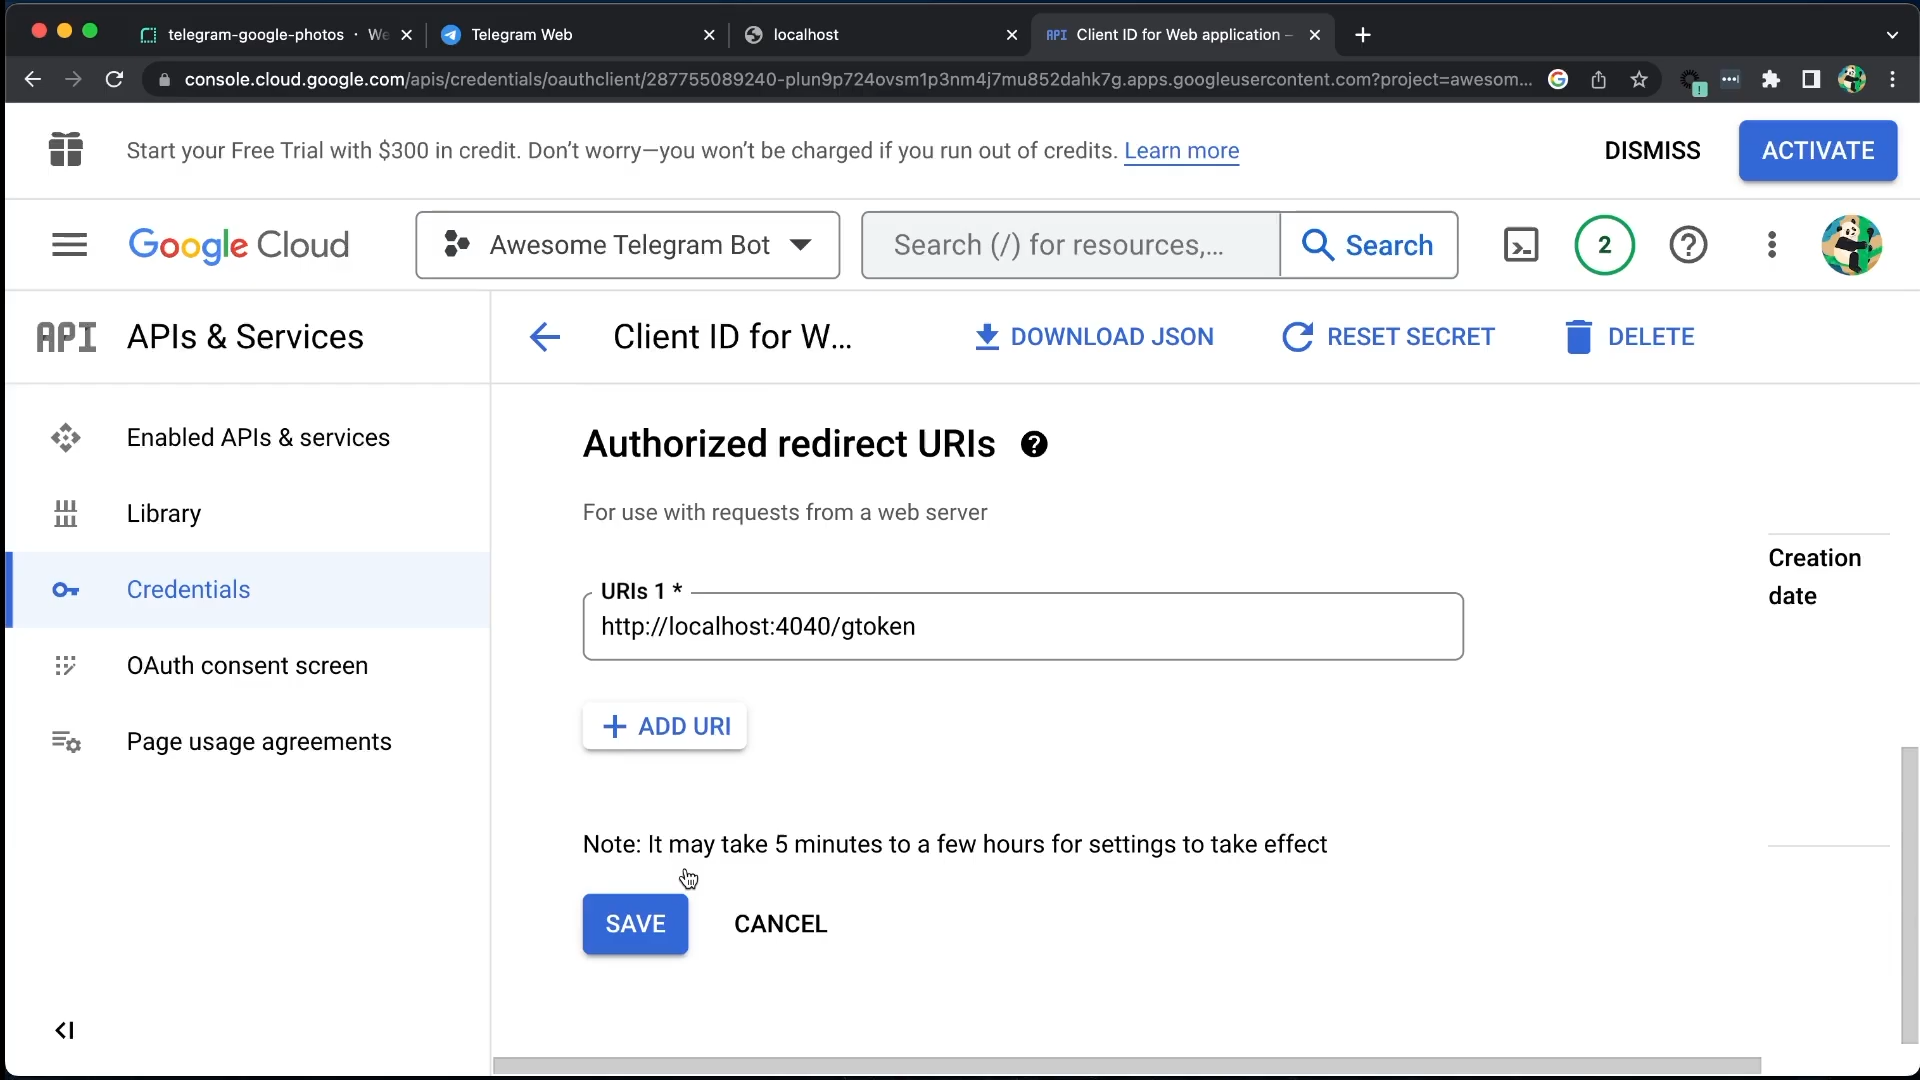 telegram-google-photos · We
Telegram Web
localhost
API Client ID for Web application –
console.cloud.google.com/apis/credentials/oauthclient/287755089240-plun9p724ovsm1p3nm4j7mu852dahk7g.apps.googleusercontent.com?project=awesom...
Start your Free Trial with $300 in credit. Don’t worry—you won’t be charged if you run out of credits. Learn more
DISMISS
ACTIVATE
Google Cloud
Awesome Telegram Bot
Search (/) for resources,...
Search
2
API APIs & Services
Client ID for W...
DOWNLOAD JSON
RESET SECRET
DELETE
Enabled APIs & services
Library
Credentials
OAuth consent screen
Page usage agreements
Authorized redirect URIs
For use with requests from a web server
URIs 1 *
http://localhost:4040/gtoken
+ ADD URI
Note: It may take 5 minutes to a few hours for settings to take effect
SAVE
CANCEL
Creation
date